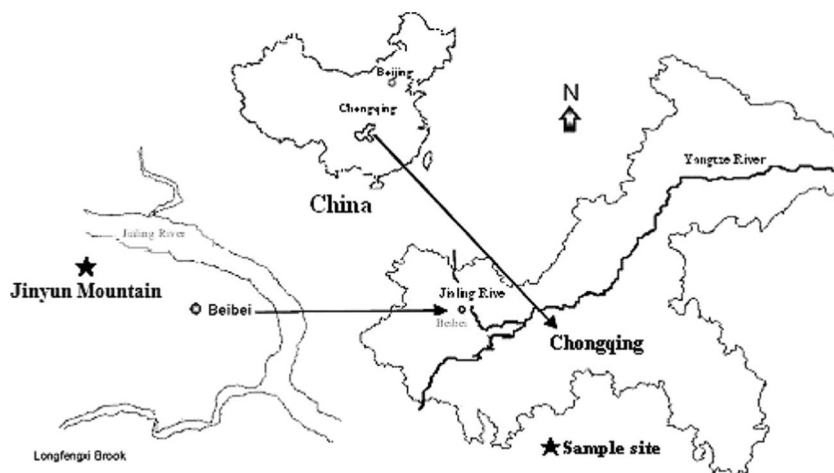 Beijing
Chongqing
N
China
Yangtze River
Jialing River
Jinyun Mountain
Beibei
Jialing Rive
Beibei
Chongqing
Sample site
Longfengxi Brook